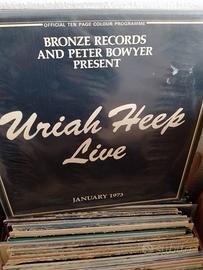 OFFICIAL TEN PAGE COLOUR PROGRAMME
BRONZE RECORDS
AND PETER BOWYER
PRESENT
Uriah Heep
Live
JANUARY 1973